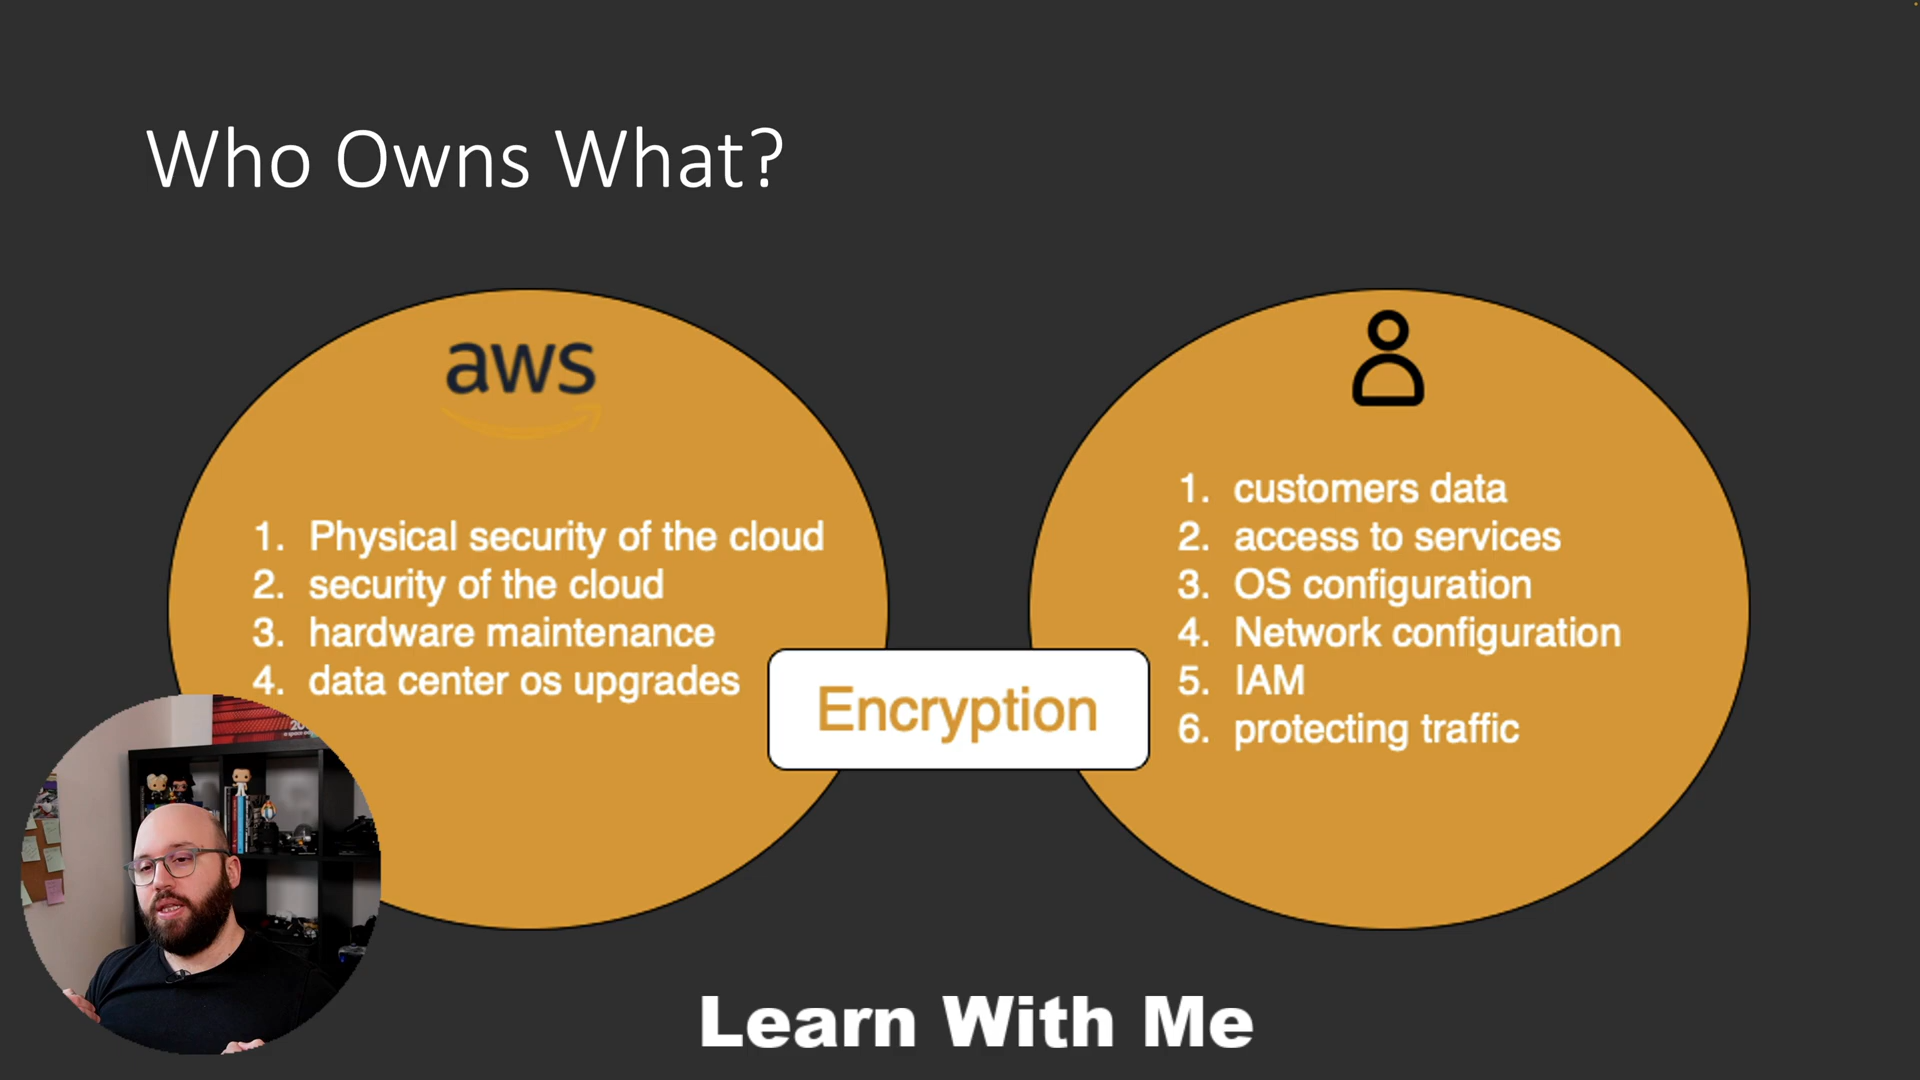 Who Owns What?
aws
1. Physical security of the cloud
2. security of the cloud
3. hardware maintenance
4. data center os upgrades
Encryption
1. customers data
2. access to services
3. OS configuration
4. Network configuration
5. IAM
6. protecting traffic
Learn With Me